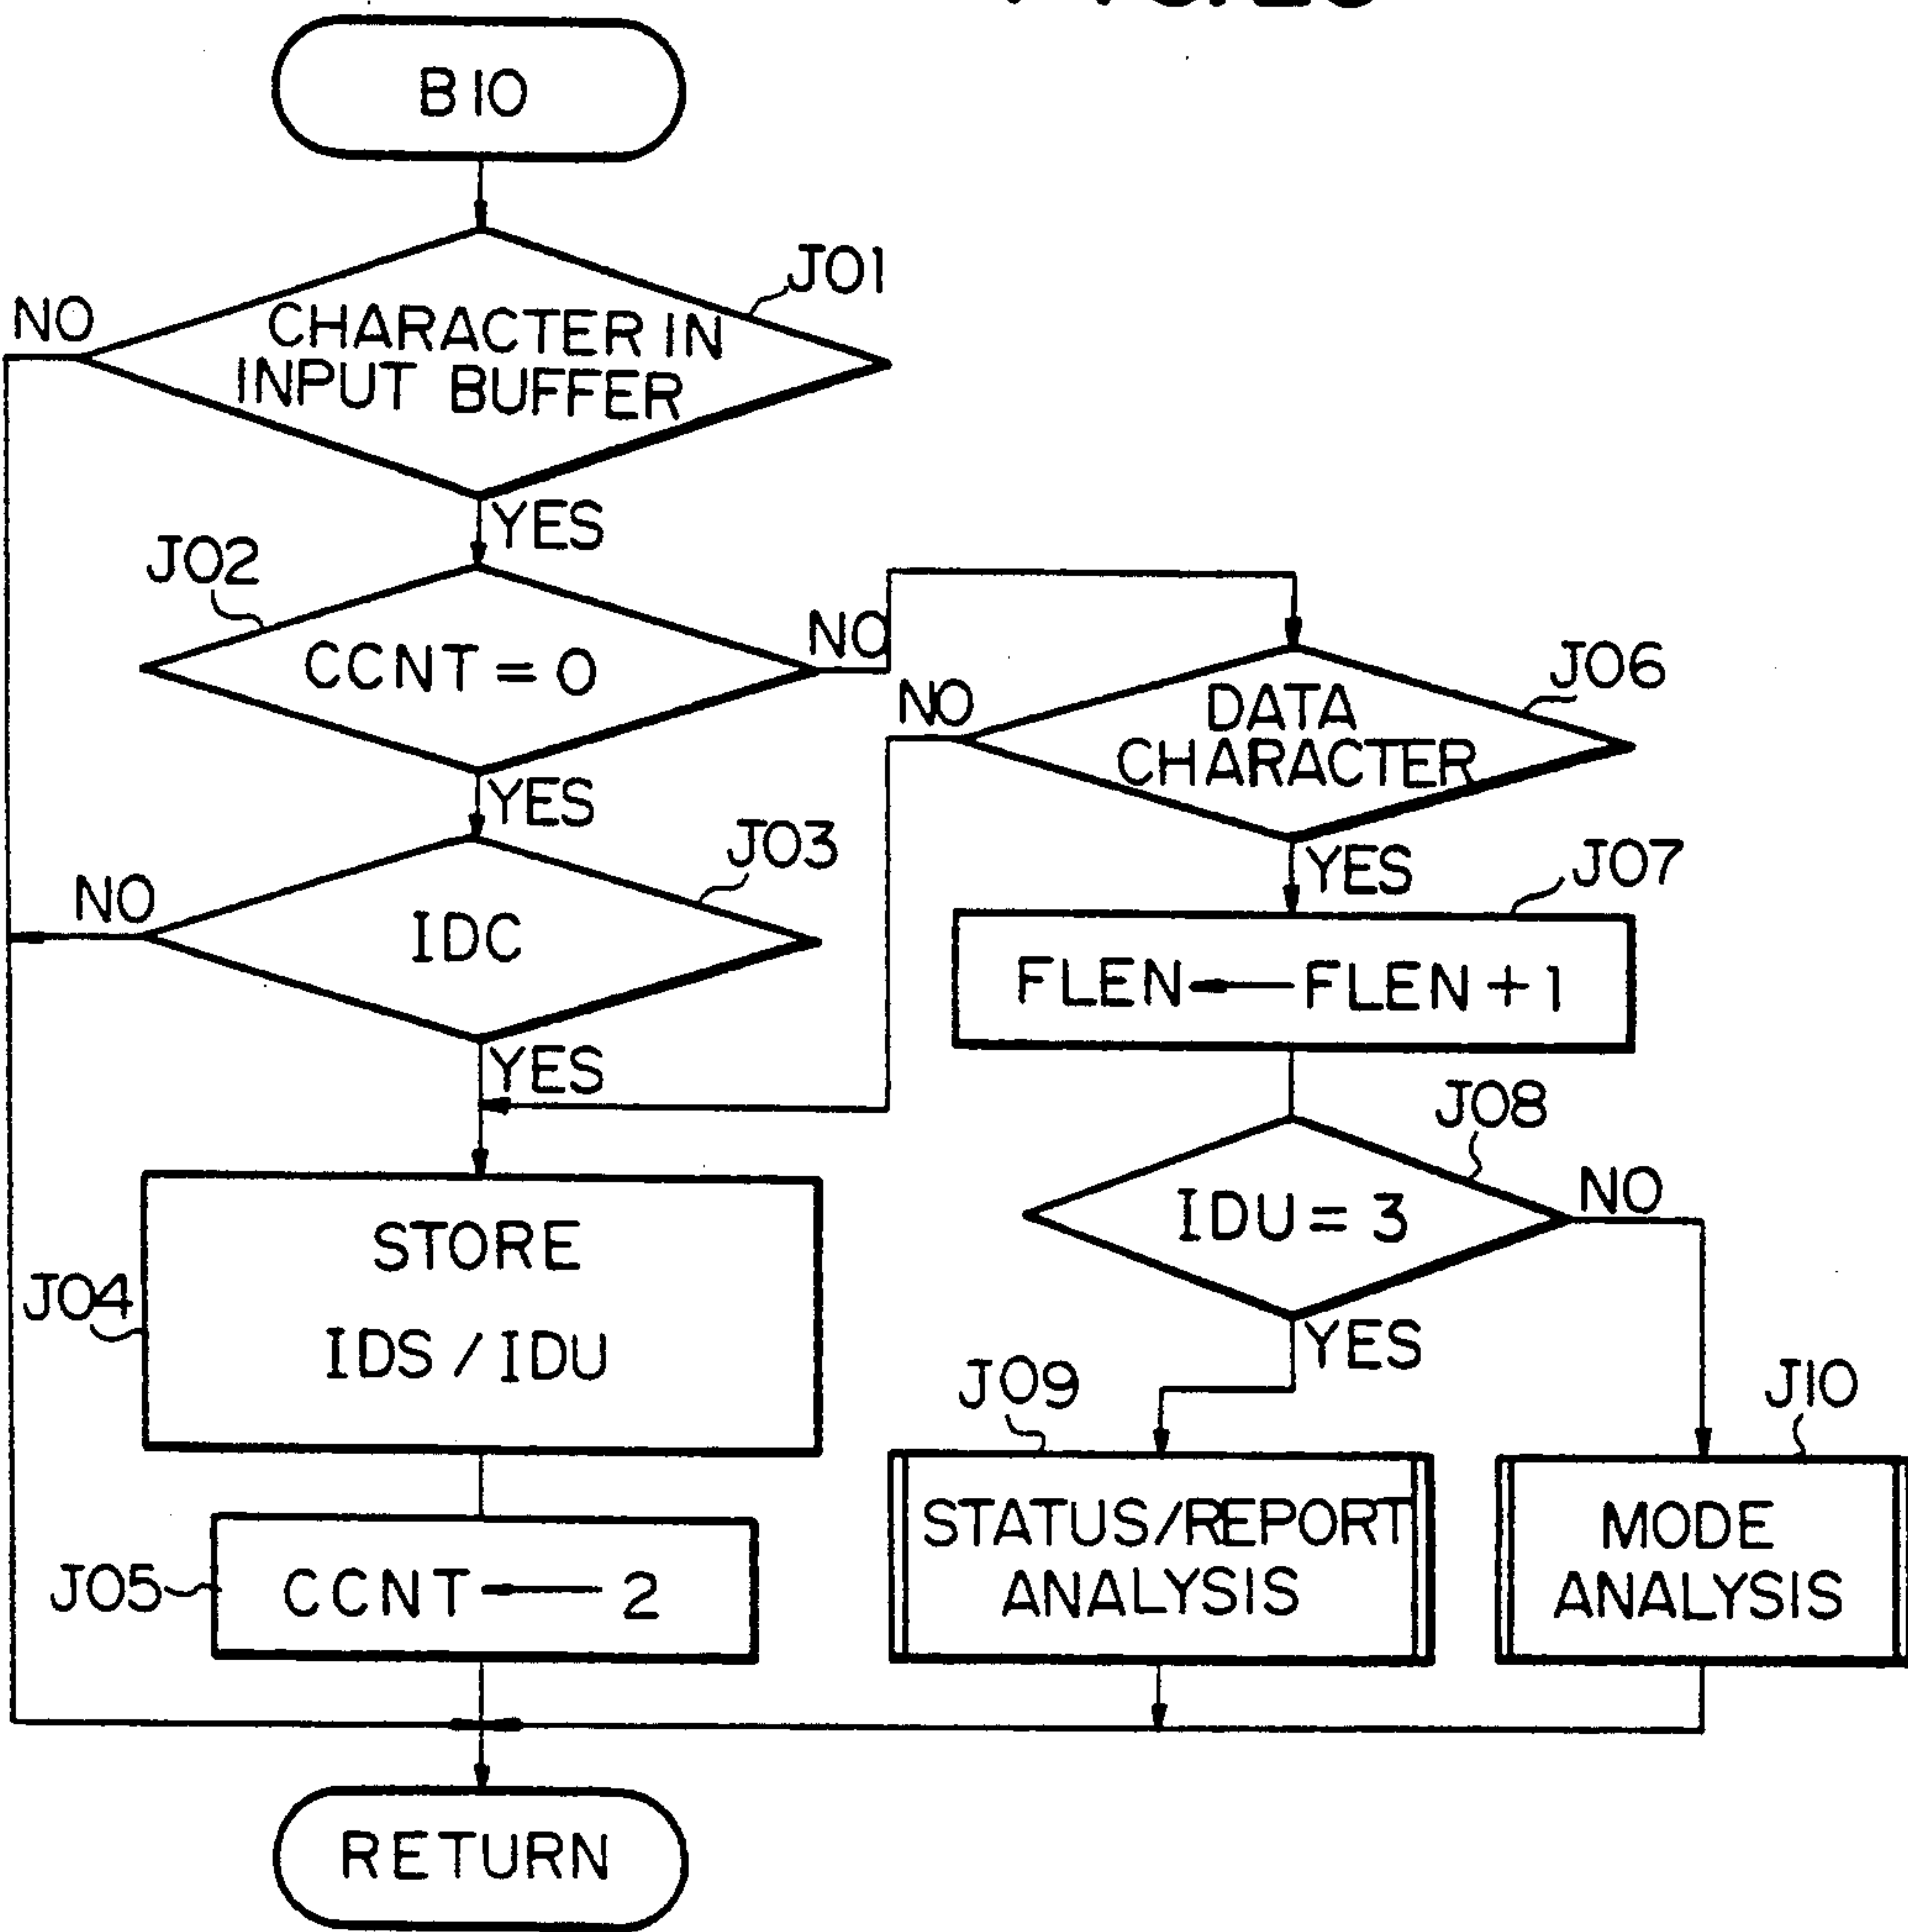 B10
J01
NO
CHARACTER IN
INPUT BUFFER
YES
J02
CCNT = 0
NO
YES
J03
NO
IDC
YES
STORE
IDS / IDU
J04
J05
CCNT ← 2
J06
NO
DATA
CHARACTER
YES
J07
FLEN ← FLEN + 1
J08
IDU = 3
NO
YES
J09
STATUS/REPORT
ANALYSIS
J10
MODE
ANALYSIS
RETURN